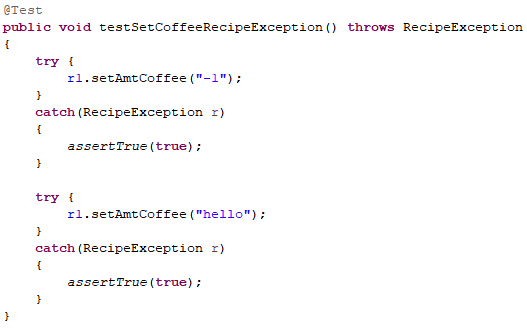 @Test
public void testSetCoffeeRecipeException() throws RecipeException
{
    try {
        r1.setAmtCoffee("-1");
    }
    catch(RecipeException r)
    {
        assertTrue(true);
    }

    try {
        r1.setAmtCoffee("hello");
    }
    catch(RecipeException r)
    {
        assertTrue(true);
    }
}